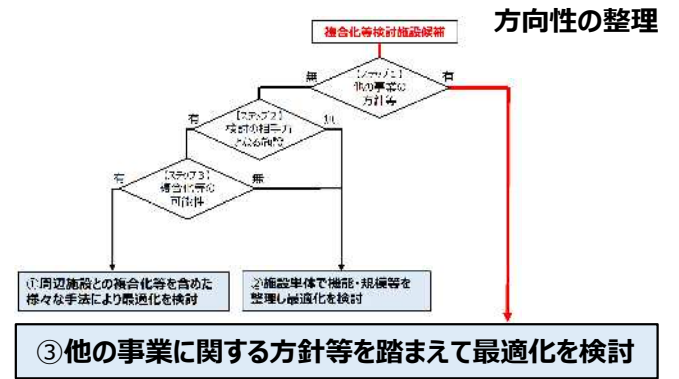 方向性の整理
複合化等検討施設候補
無
【ステップ1】
有
他の事業の
方針等
有
【ステップ2】
無
検討の相手方
となる施設
有
【ステップ3】
無
複合化等の
可能性
①周辺施設との複合化等を含めた
様々な手法により最適化を検討
②施設単体で機能・規模等を
整理し最適化を検討
③他の事業に関する方針等を踏まえて最適化を検討